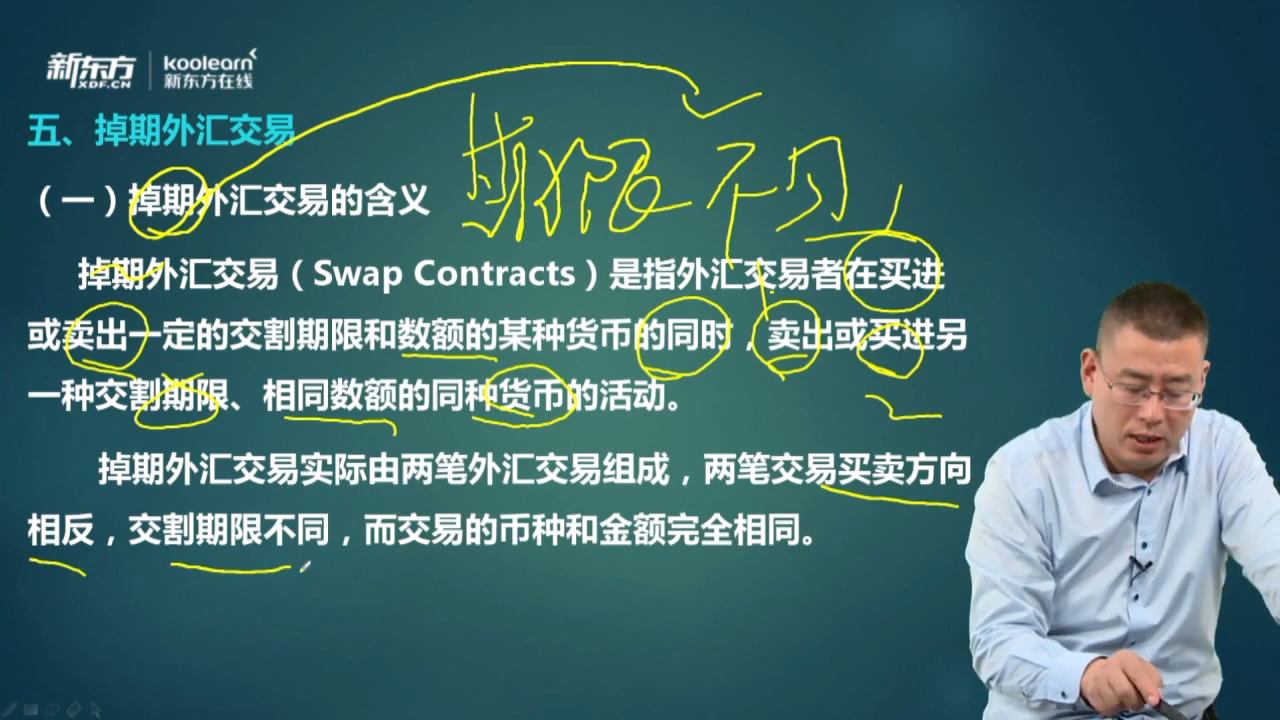 新东方 koolearn
XDF.CN 新东方在线
五、掉期外汇交易
（一）掉期外汇交易的含义
期限不同
掉期外汇交易（Swap Contracts）是指外汇交易者在买进
或卖出一定的交割期限和数额的某种货币的同时，卖出或买进另
一种交割期限、相同数额的同种货币的活动。
掉期外汇交易实际由两笔外汇交易组成，两笔交易买卖方向
相反，交割期限不同，而交易的币种和金额完全相同。